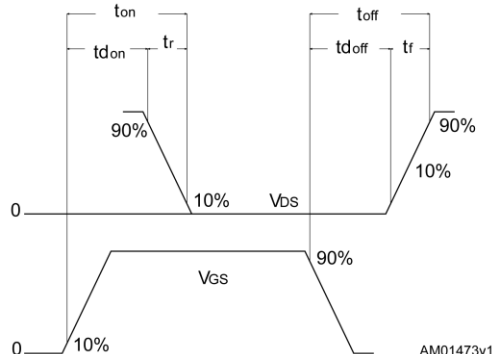 ton toff
tdon tr tdoff tf
90% 90%
10% 10%
0 VDS
90%
VGS
0 10%
AM01473v1